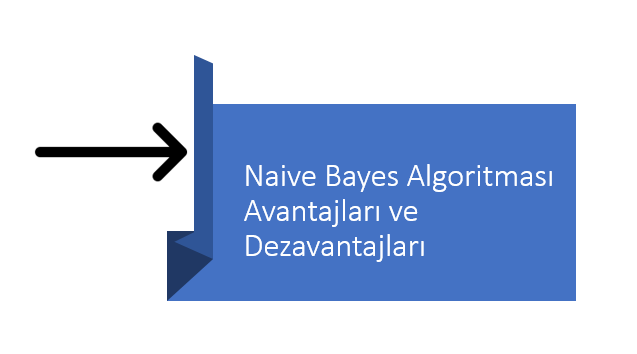 Naive Bayes Algoritması
Avantajları ve
Dezavantajları